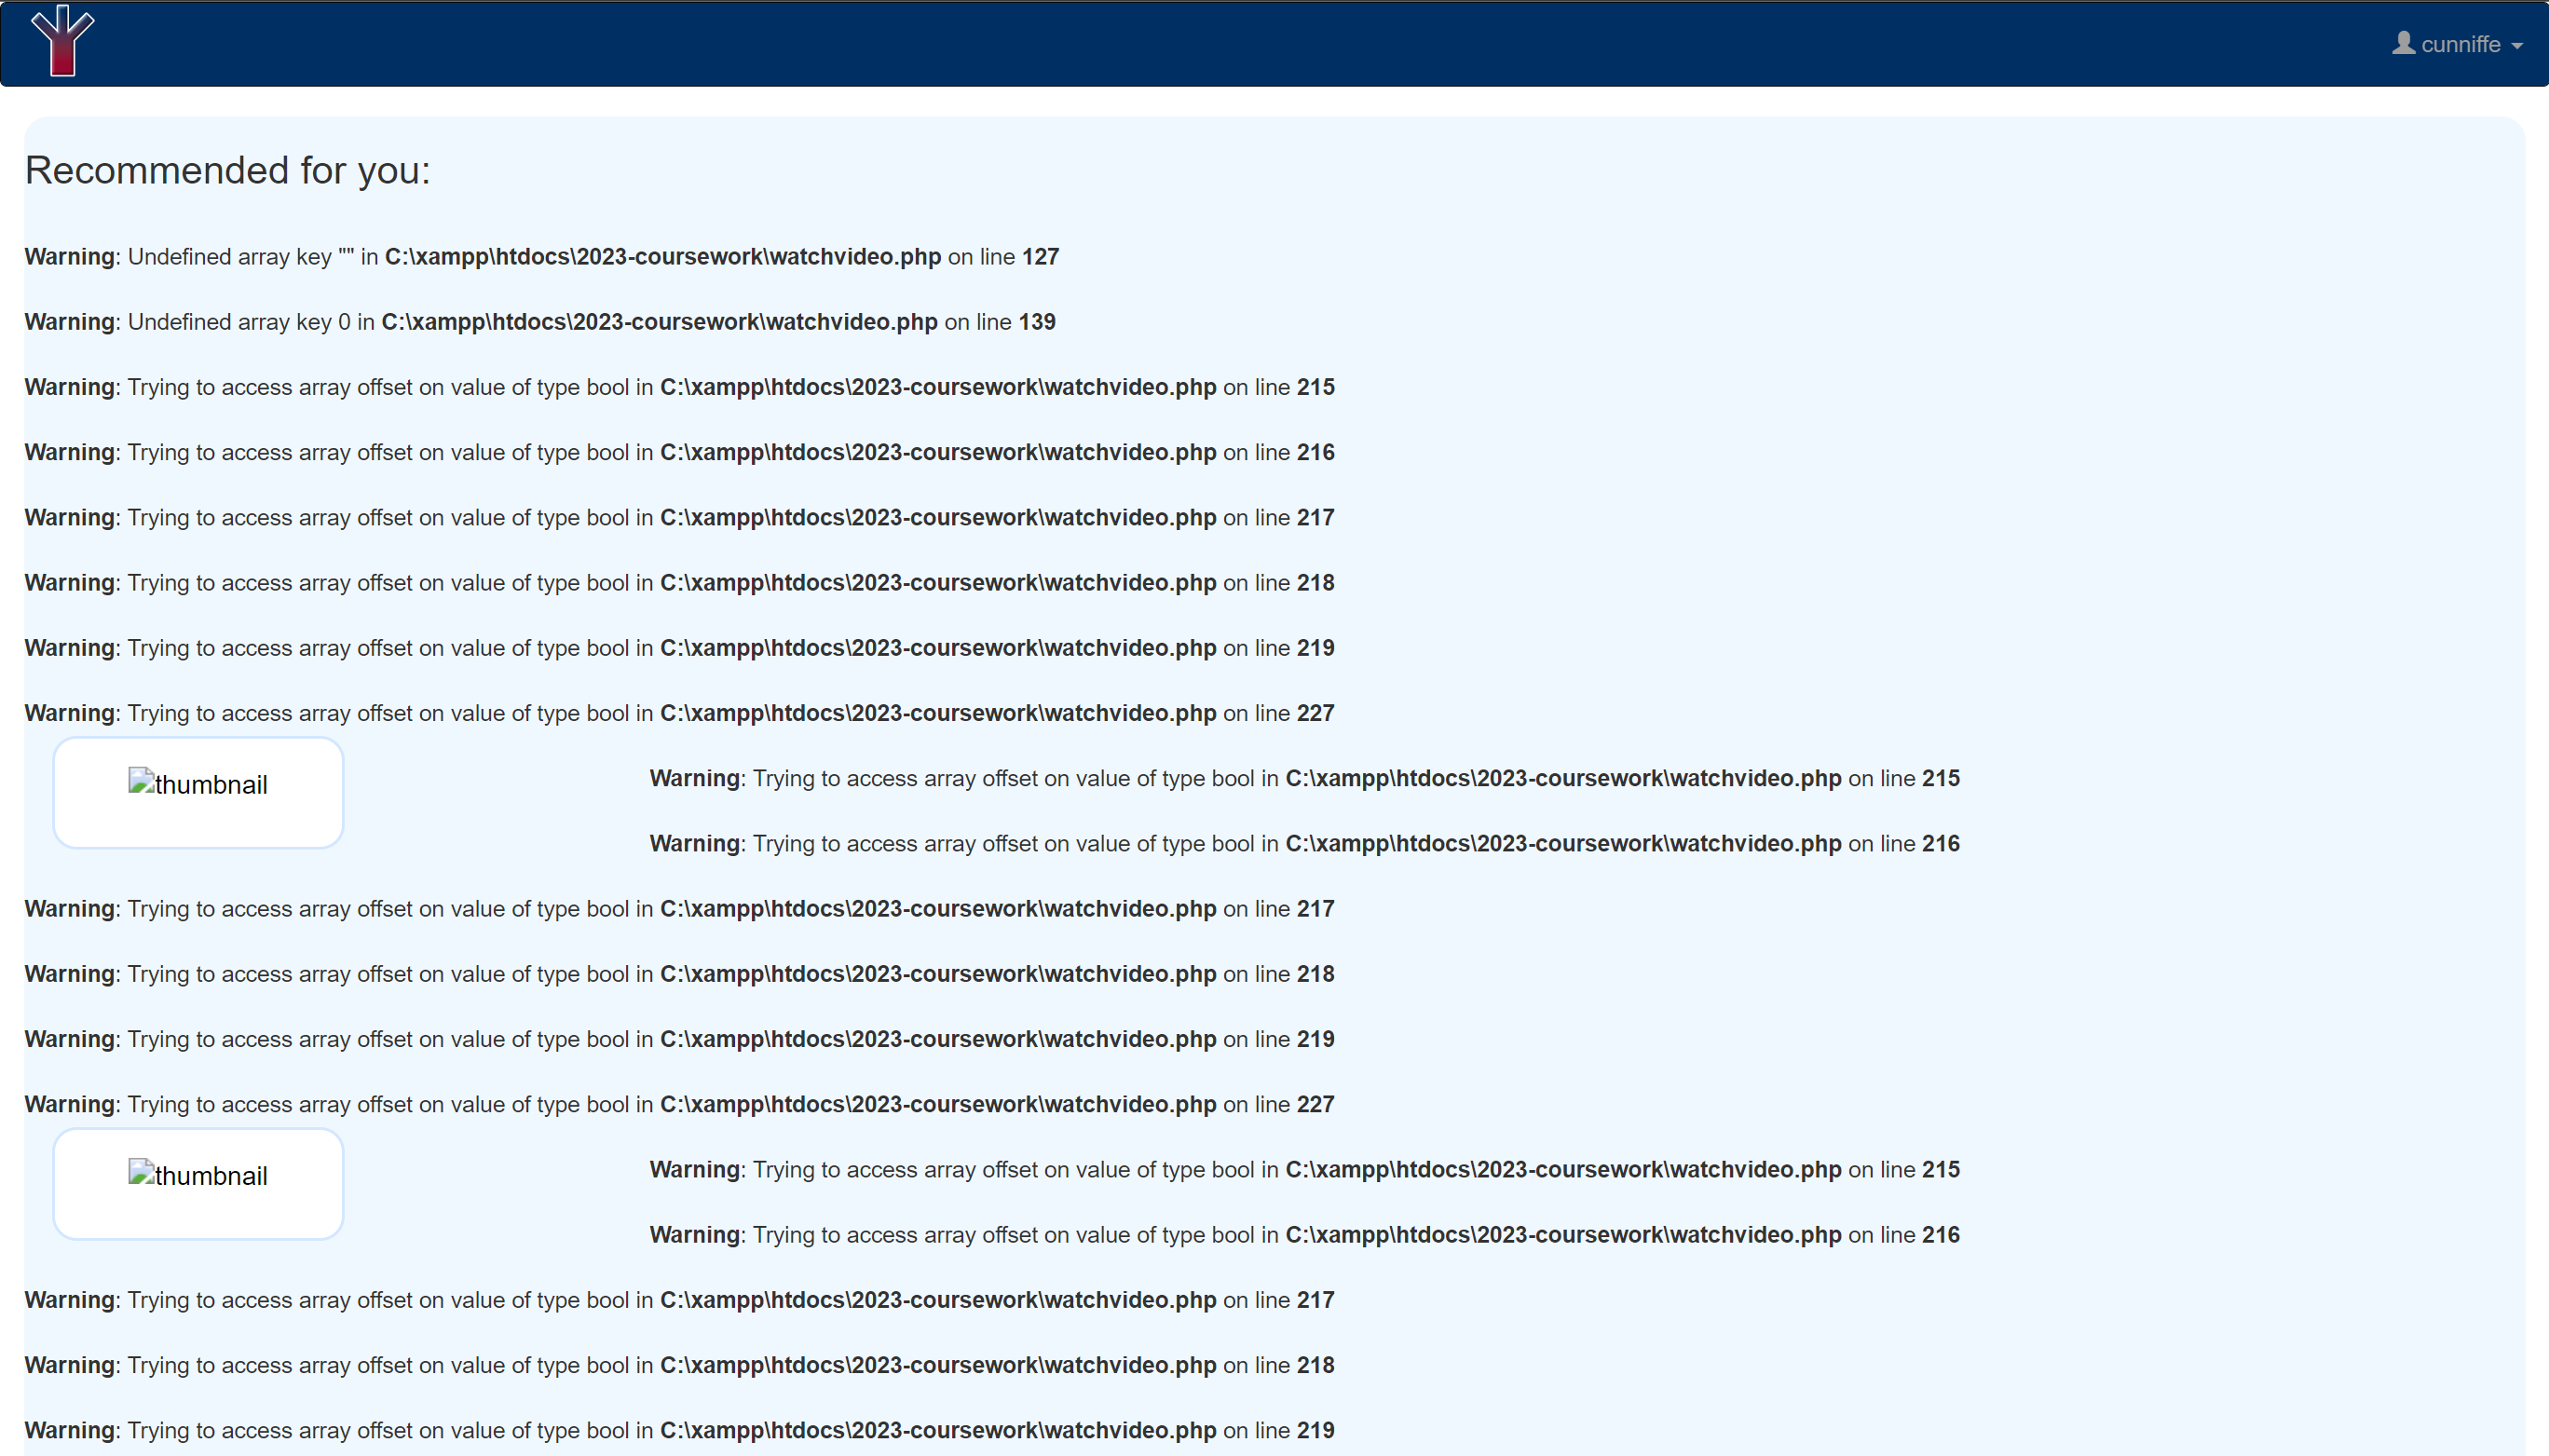 cunniffe
Recommended for you:
Warning: Undefined array key "" in C:\xampp\htdocs\2023-coursework\watchvideo.php on line 127
Warning: Undefined array key 0 in C:\xampp\htdocs\2023-coursework\watchvideo.php on line 139
Warning: Trying to access array offset on value of type bool in C:\xampp\htdocs\2023-coursework\watchvideo.php on line 215
Warning: Trying to access array offset on value of type bool in C:\xampp\htdocs\2023-coursework\watchvideo.php on line 216
Warning: Trying to access array offset on value of type bool in C:\xampp\htdocs\2023-coursework\watchvideo.php on line 217
Warning: Trying to access array offset on value of type bool in C:\xampp\htdocs\2023-coursework\watchvideo.php on line 218
Warning: Trying to access array offset on value of type bool in C:\xampp\htdocs\2023-coursework\watchvideo.php on line 219
Warning: Trying to access array offset on value of type bool in C:\xampp\htdocs\2023-coursework\watchvideo.php on line 227
thumbnail
Warning: Trying to access array offset on value of type bool in C:\xampp\htdocs\2023-coursework\watchvideo.php on line 215
Warning: Trying to access array offset on value of type bool in C:\xampp\htdocs\2023-coursework\watchvideo.php on line 216
Warning: Trying to access array offset on value of type bool in C:\xampp\htdocs\2023-coursework\watchvideo.php on line 217
Warning: Trying to access array offset on value of type bool in C:\xampp\htdocs\2023-coursework\watchvideo.php on line 218
Warning: Trying to access array offset on value of type bool in C:\xampp\htdocs\2023-coursework\watchvideo.php on line 219
Warning: Trying to access array offset on value of type bool in C:\xampp\htdocs\2023-coursework\watchvideo.php on line 227
thumbnail
Warning: Trying to access array offset on value of type bool in C:\xampp\htdocs\2023-coursework\watchvideo.php on line 215
Warning: Trying to access array offset on value of type bool in C:\xampp\htdocs\2023-coursework\watchvideo.php on line 216
Warning: Trying to access array offset on value of type bool in C:\xampp\htdocs\2023-coursework\watchvideo.php on line 217
Warning: Trying to access array offset on value of type bool in C:\xampp\htdocs\2023-coursework\watchvideo.php on line 218
Warning: Trying to access array offset on value of type bool in C:\xampp\htdocs\2023-coursework\watchvideo.php on line 219